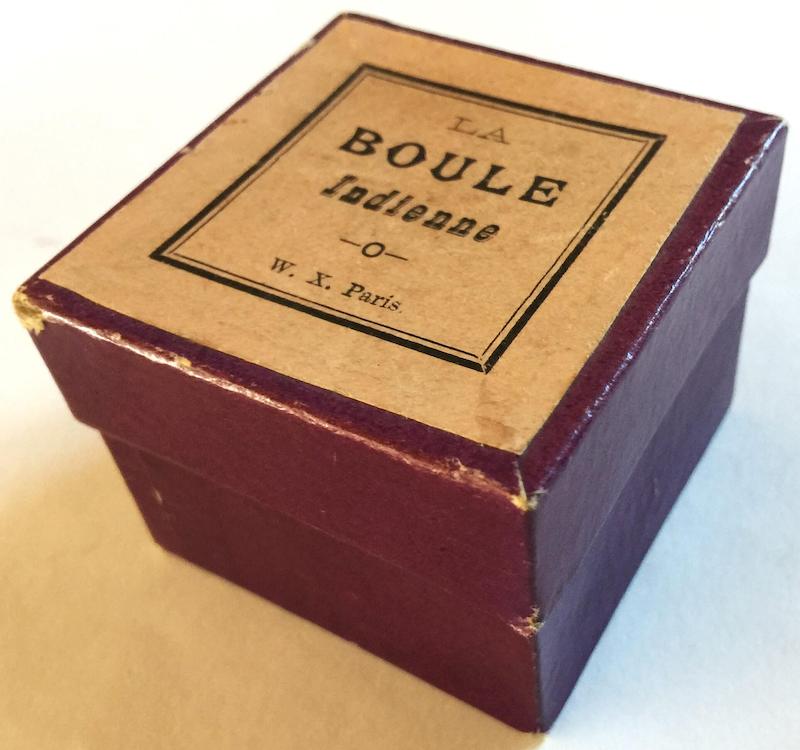 LA
BOULE
Indienne
—o—
W. X. Paris.